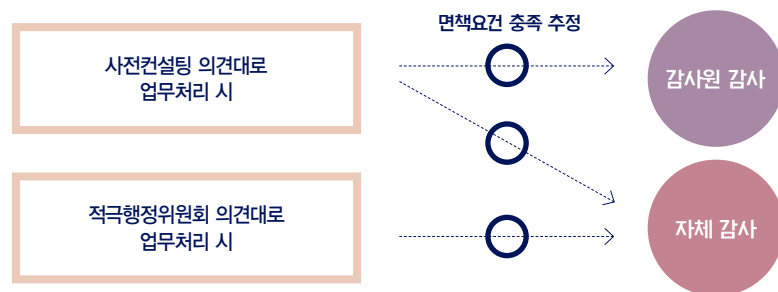 면책요건 충족 추정
사전컨설팅 의견대로
업무처리 시
감사원 감사
적극행정위원회 의견대로
업무처리 시
자체 감사